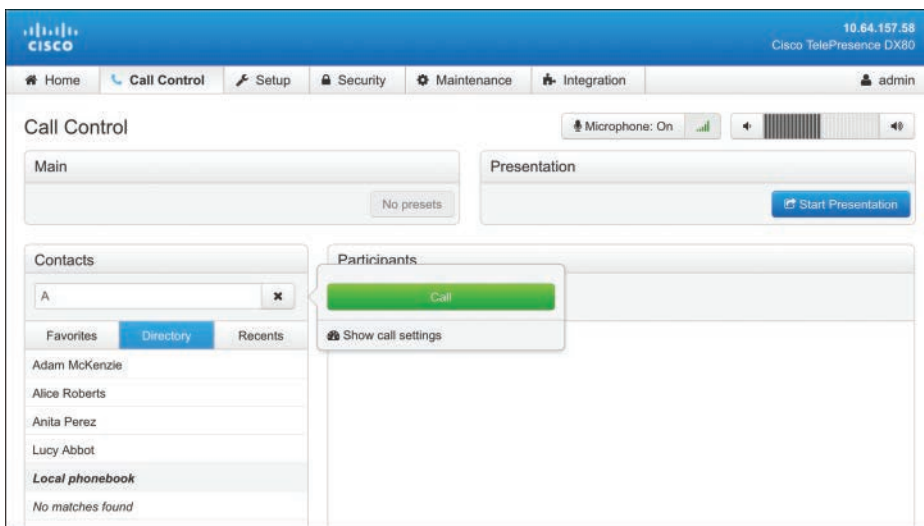 CISCO
10.64.157.58
Cisco TelePresence DX80
Home Call Control Setup Security Maintenance Integration admin
Call Control
Microphone: On
Main
No presets
Presentation
Start Presentation
Contacts
A
Favorites Directory Recents
Adam McKenzie
Alice Roberts
Anita Perez
Lucy Abbot
Local phonebook
No matches found
Participants
Call
Show call settings